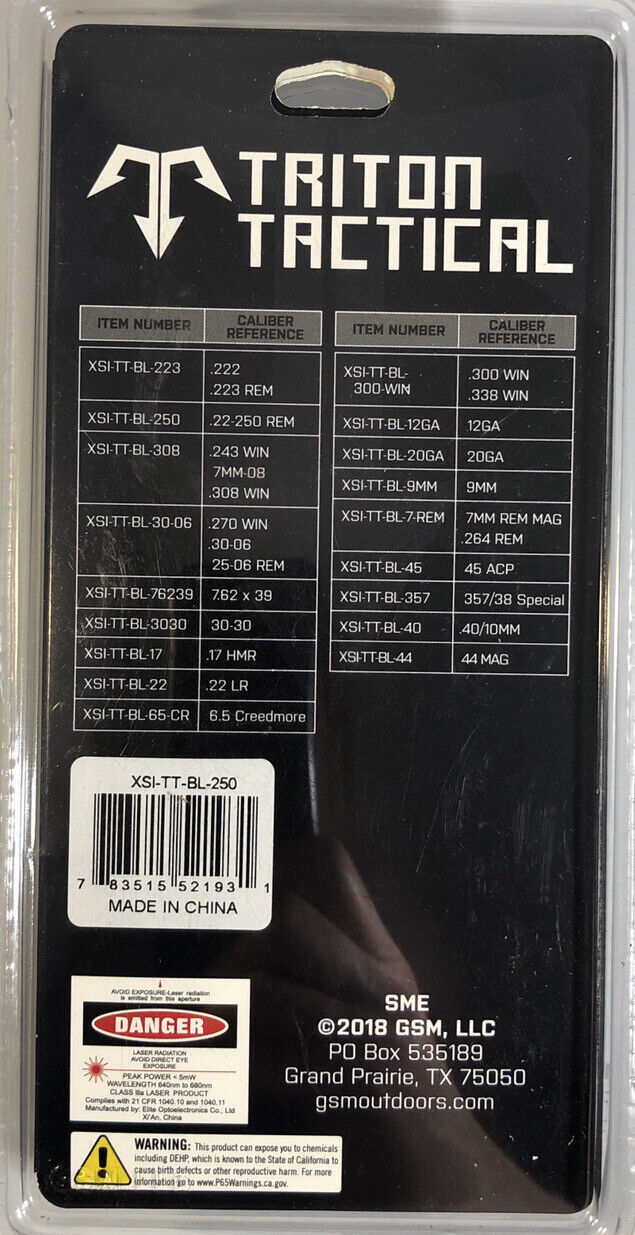 TRITON
TACTICAL
ITEM NUMBER CALIBER REFERENCE
XSI-TT-BL-223 .222
.223 REM
XSI-TT-BL-250 .22-250 REM
XSI-TT-BL-308 .243 WIN
7MM-08
.308 WIN
XSI-TT-BL-30-06 .270 WIN
.30-06
25-06 REM
XSI-TT-BL-76239 7.62 x 39
XSI-TT-BL-3030 30-30
XSI-TT-BL-17 .17 HMR
XSI-TT-BL-22 .22 LR
XSI-TT-BL-65-CR 6.5 Creedmore
ITEM NUMBER CALIBER REFERENCE
XSI-TT-BL- .300 WIN
300-WIN .338 WIN
XSI-TT-BL-12GA 12GA
XSI-TT-BL-20GA 20GA
XSI-TT-BL-9MM 9MM
XSI-TT-BL-7-REM 7MM REM MAG
.264 REM
XSI-TT-BL-45 45 ACP
XSI-TT-BL-357 357/38 Special
XSI-TT-BL-40 .40/10MM
XSI-TT-BL-44 44 MAG
XSI-TT-BL-250
7 83515 52193 1
MADE IN CHINA
AVOID EXPOSURE-Laser radiation
is emitted from this aperture
DANGER
LASER RADIATION
AVOID DIRECT EYE
EXPOSURE
PEAK POWER < 5mW
WAVELENGTH 640nm to 680nm
CLASS IIIa LASER PRODUCT
Complies with 21 CFR 1040.10 and 1040.11
Manufactured by: Elite Optoelectronics Co., Ltd
Xi'An, China
SME
©2018 GSM, LLC
PO Box 535189
Grand Prairie, TX 75050
gsmoutdoors.com
WARNING: This product can expose you to chemicals
including DEHP, which is known to the State of California to
cause birth defects or other reproductive harm. For more
information go to www.P65Warnings.ca.gov.